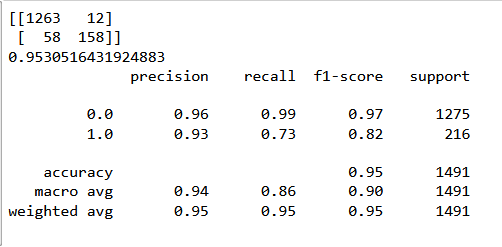 [[1263   12]
 [  58  158]]
0.9530516431924883
              precision    recall  f1-score   support

         0.0       0.96      0.99      0.97      1275
         1.0       0.93      0.73      0.82       216

    accuracy                           0.95      1491
   macro avg       0.94      0.86      0.90      1491
weighted avg       0.95      0.95      0.95      1491